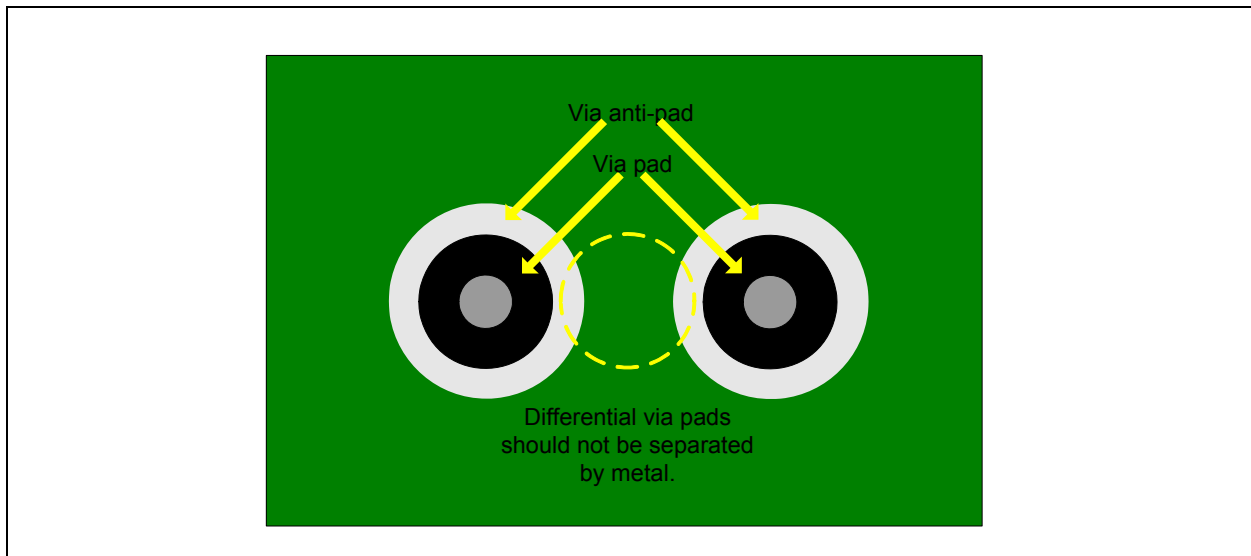 Via anti-pad
Via pad
Differential via pads
should not be separated
by metal.